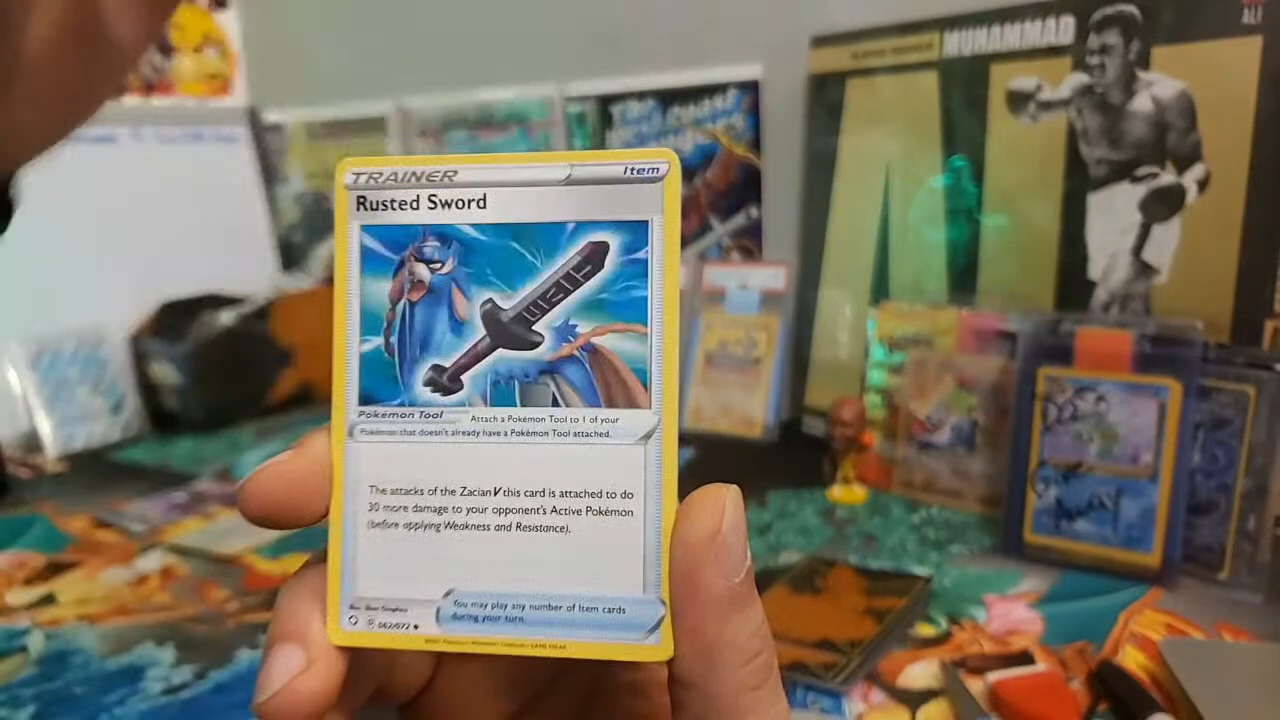 MUHAMMAD
ALI
TRAINER
Item
Rusted Sword
Pokémon Tool
Attach a Pokémon Tool to 1 of your
Pokémon that doesn't already have a Pokémon Tool attached.
The attacks of the Zacian V this card is attached to do
30 more damage to your opponent's Active Pokémon
(before applying Weakness and Resistance).
You may play any number of Item cards
during your turn.
062/072